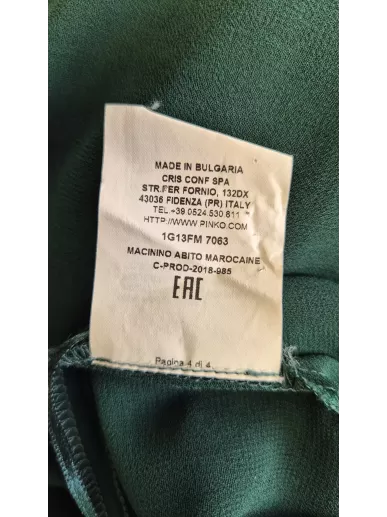 MADE IN BULGARIA
CRIS CONF SPA
STR.PER FORNIO, 132DX
43036 FIDENZA (PR) ITALY
TEL.+39 0524.530.611
HTTP://WWW.PINKO.COM
1G13FM 7063
MACININO ABITO MAROCAINE
C-PROD-2018-985
EAC
Pagina 4 di 4